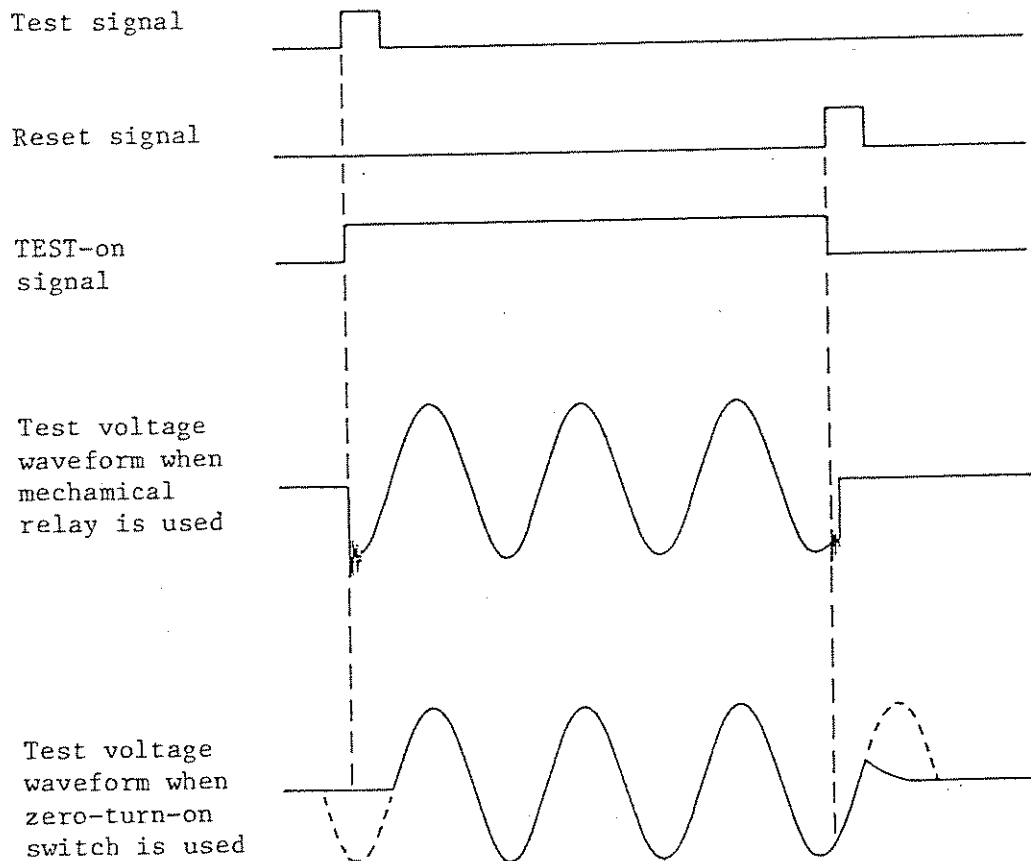 Test signal
Reset signal
TEST-on
signal
Test voltage
waveform when
mechamical
relay is used
Test voltage
waveform when
zero-turn-on
switch is used